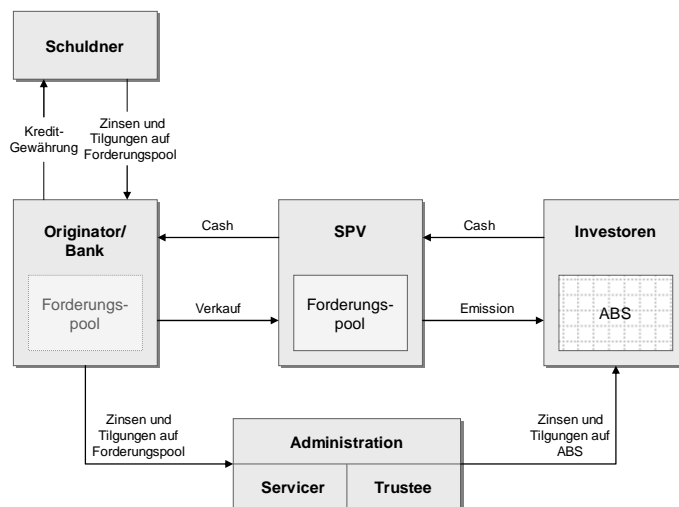 Schuldner
Kredit-
Gewährung
Zinsen und
Tilgungen auf
Forderungspool
Originator/
Bank
Forderungs-
pool
Cash
Verkauf
SPV
Forderungs-
pool
Cash
Emission
Investoren
ABS
Zinsen und
Tilgungen auf
Forderungspool
Administration
Servicer
Trustee
Zinsen und
Tilgungen auf
ABS